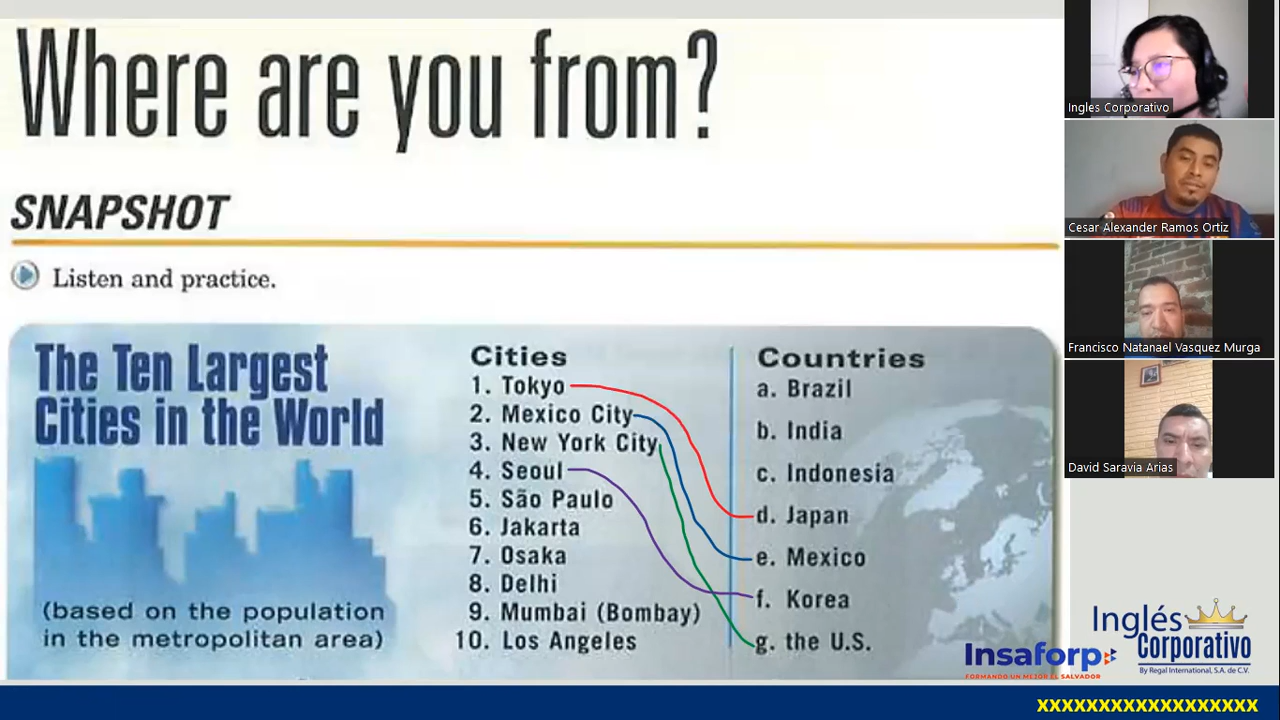 Where are you from?
SNAPSHOT
Listen and practice.
The Ten Largest
Cities in the World
(based on the population
in the metropolitan area)
Cities
1. Tokyo
2. Mexico City
3. New York City
4. Seoul
5. São Paulo
6. Jakarta
7. Osaka
8. Delhi
9. Mumbai (Bombay)
10. Los Angeles
Countries
a. Brazil
b. India
c. Indonesia
d. Japan
e. Mexico
f. Korea
g. the U.S.
Ingles Corporativo
Cesar Alexander Ramos Ortiz
Francisco Natanael Vasquez Murga
David Saravia Arias
Insaforp
FORMANDO UN MEJOR EL SALVADOR
Inglés
Corporativo
By Regal International, S.A. de C.V.
XXXXXXXXXXXXXXXXXX